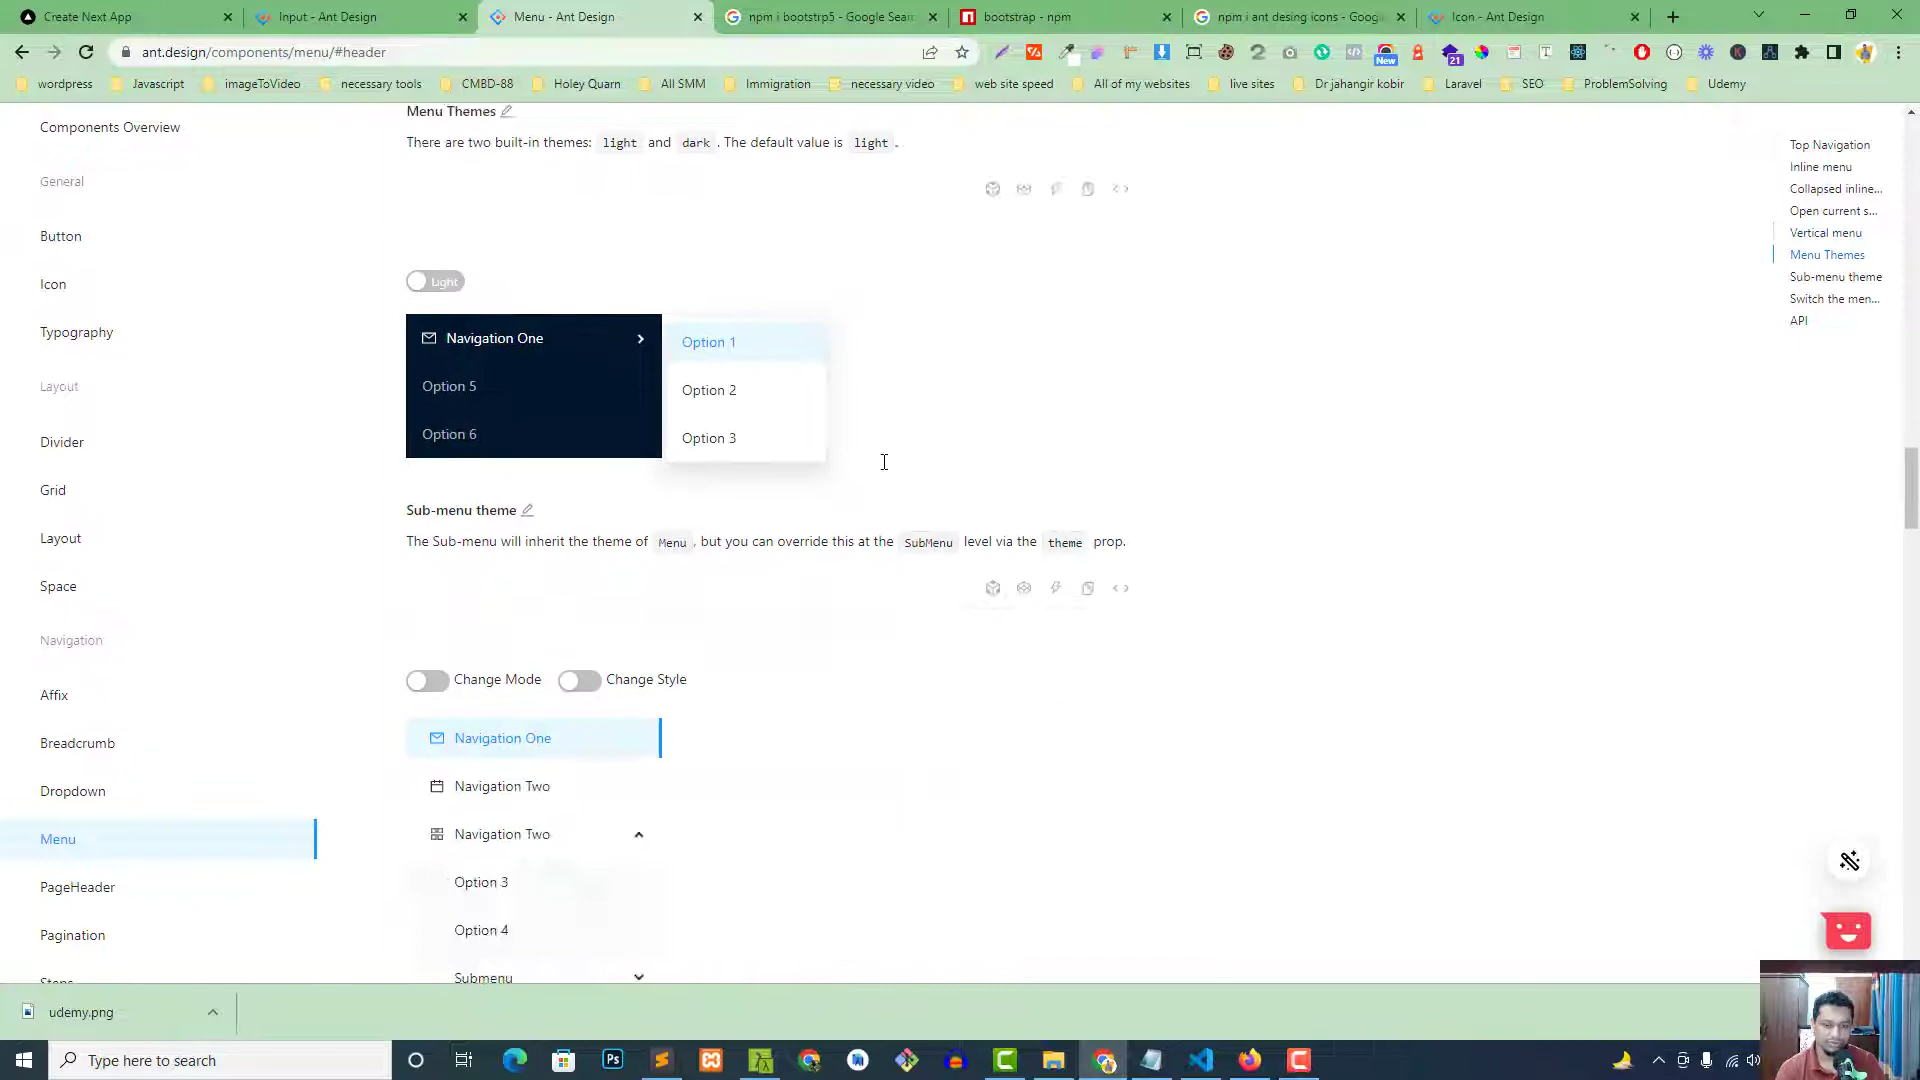 Create Next App
Input - Ant Design
Menu - Ant Design
npm i bootstrp5 - Google Sear
bootstrap - npm
npm i ant desing icons - Googl
Icon - Ant Design
ant.design/components/menu/#header
New
21
wordpress
Javascript
imageToVideo
necessary tools
CMBD-88
Holey Quarn
All SMM
Immigration
necessary video
web site speed
All of my websites
live sites
Dr jahangir kobir
Laravel
SEO
ProblemSolving
Udemy
Components Overview
General
Button
Icon
Typography
Layout
Divider
Grid
Layout
Space
Navigation
Affix
Breadcrumb
Dropdown
Menu
PageHeader
Pagination
Steps
Menu Themes
There are two built-in themes: light and dark. The default value is light。
Light
Navigation One
Option 5
Option 6
Option 1
Option 2
Option 3
Sub-menu theme
The Sub-menu will inherit the theme of Menu, but you can override this at the SubMenu level via the theme prop.
Change Mode
Change Style
Navigation One
Navigation Two
Navigation Two
Option 3
Option 4
Submenu
Top Navigation
Inline menu
Collapsed inline...
Open current s...
Vertical menu
Menu Themes
Sub-menu theme
Switch the men...
API
udemy.png
Type here to search
Ps